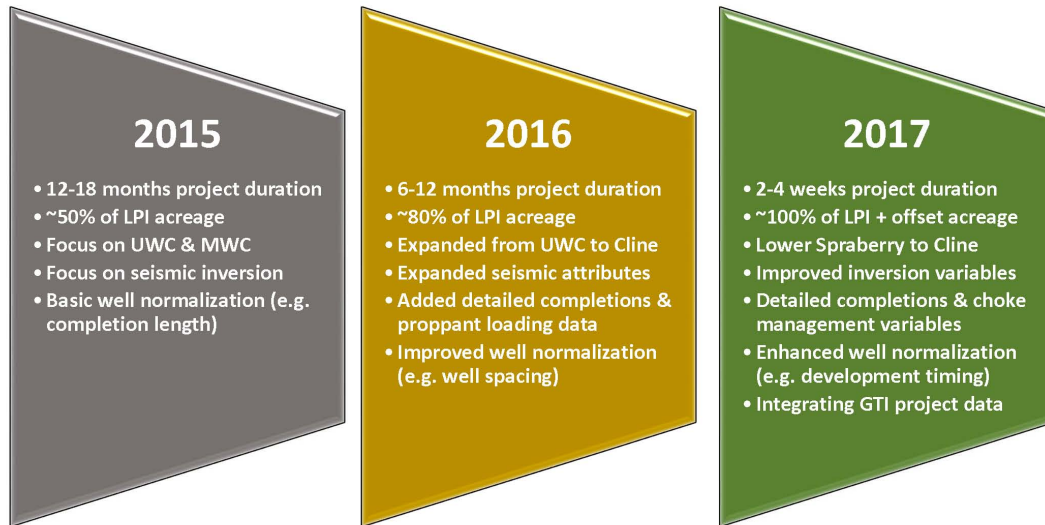 2015
• 12-18 months project duration
• ~50% of LPI acreage
• Focus on UWC & MWC
• Focus on seismic inversion
• Basic well normalization (e.g.
completion length)
2016
• 6-12 months project duration
• ~80% of LPI acreage
• Expanded from UWC to Cline
• Expanded seismic attributes
• Added detailed completions &
proppant loading data
• Improved well normalization
(e.g. well spacing)
2017
• 2-4 weeks project duration
• ~100% of LPI + offset acreage
• Lower Spraberry to Cline
• Improved inversion variables
• Detailed completions & choke
management variables
• Enhanced well normalization
(e.g. development timing)
• Integrating GTI project data